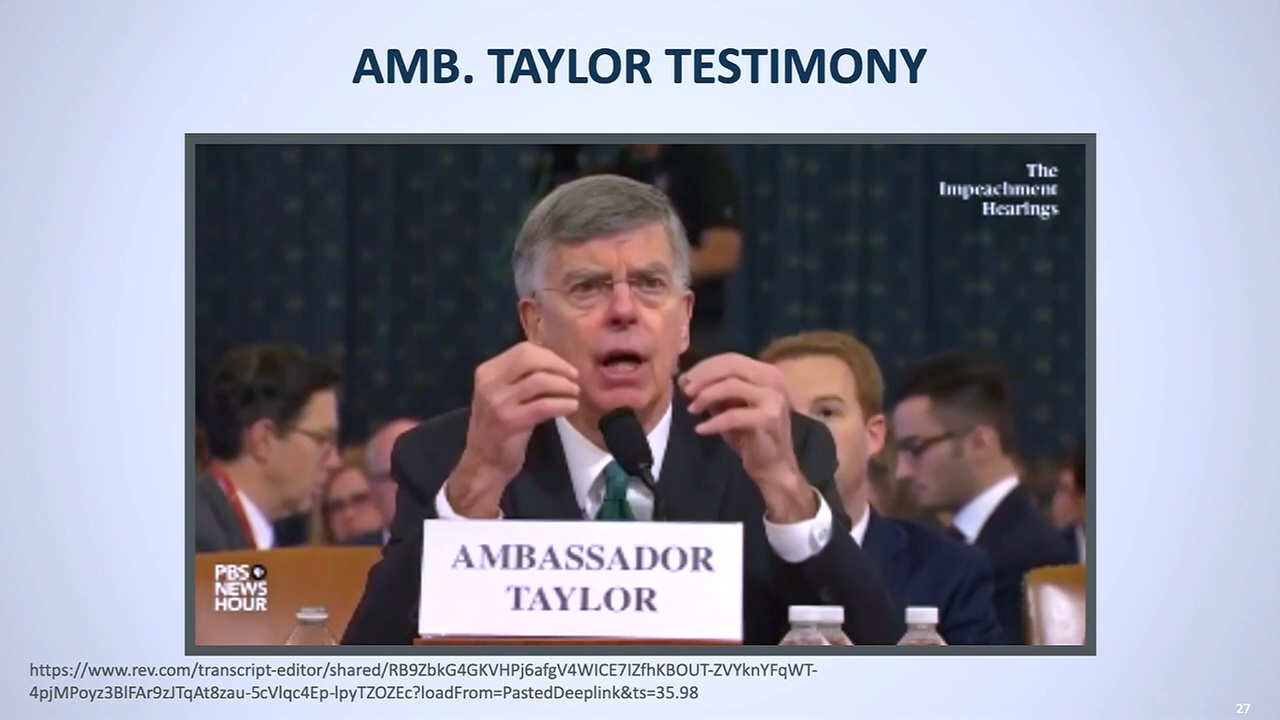 AMB. TAYLOR TESTIMONY
The
Impeachment
Hearings
AMBASSADOR
TAYLOR
PBS
NEWS
HOUR
https://www.rev.com/transcript-editor/shared/RB9ZbkG4GKVHPj6afgV4WICE7IZfhKBOUT-ZVYknYFqWT-
4pjMPoyz3BlFAr9zJTqAt8zau-5cVlqc4Ep-lpyTZOZEc?loadFrom=PastedDeeplink&ts=35.98
27